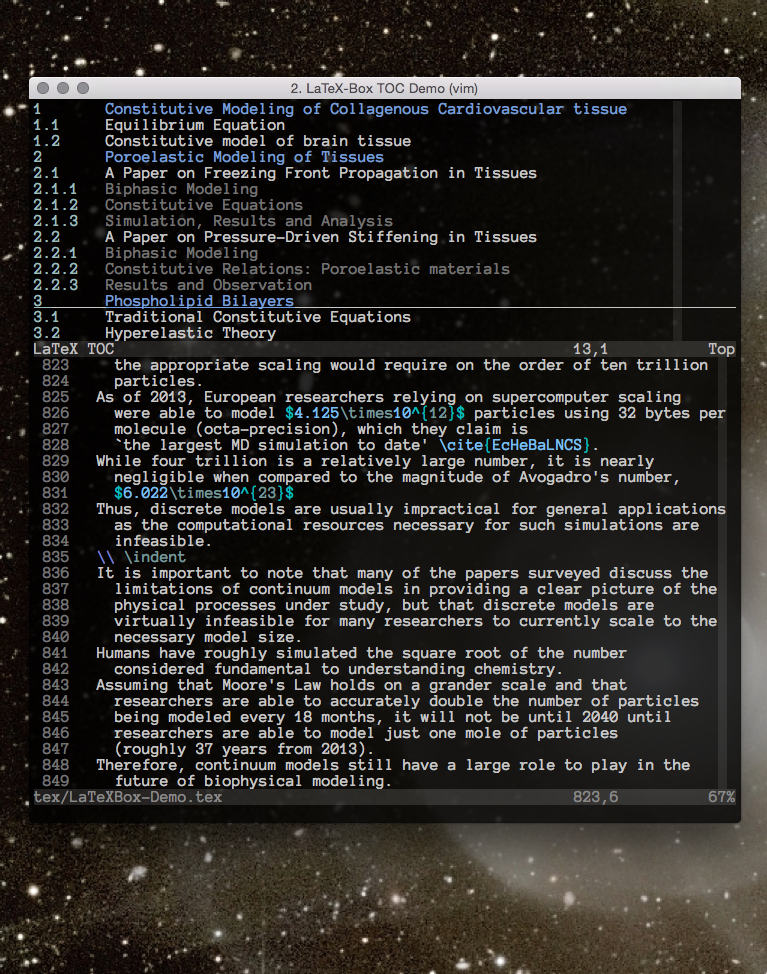 2. LaTeX-Box TOC Demo (vim)
1 Constitutive Modeling of Collagenous Cardiovascular tissue
1.1 Equilibrium Equation
1.2 Constitutive model of brain tissue
2 Poroelastic Modeling of Tissues
2.1 A Paper on Freezing Front Propagation in Tissues
2.1.1 Biphasic Modeling
2.1.2 Constitutive Equations
2.1.3 Simulation, Results and Analysis
2.2 A Paper on Pressure-Driven Stiffening in Tissues
2.2.1 Biphasic Modeling
2.2.2 Constitutive Relations: Poroelastic materials
2.2.3 Results and Observation
3 Phospholipid Bilayers
3.1 Traditional Constitutive Equations
3.2 Hyperelastic Theory
LaTeX TOC 13,1 Top
823 the appropriate scaling would require on the order of ten trillion
824 particles.
825 As of 2013, European researchers relying on supercomputer scaling
826 were able to model $4.125\times10^{12}$ particles using 32 bytes per
827 molecule (octa-precision), which they claim is
828 `the largest MD simulation to date' \cite{EcHeBaLNCS}.
829 While four trillion is a relatively large number, it is nearly
830 negligible when compared to the magnitude of Avogadro's number,
831 $6.022\times10^{23}$
832 Thus, discrete models are usually impractical for general applications
833 as the computational resources necessary for such simulations are
834 infeasible.
835 \\ \indent
836 It is important to note that many of the papers surveyed discuss the
837 limitations of continuum models in providing a clear picture of the
838 physical processes under study, but that discrete models are
839 virtually infeasible for many researchers to currently scale to the
840 necessary model size.
841 Humans have roughly simulated the square root of the number
842 considered fundamental to understanding chemistry.
843 Assuming that Moore's Law holds on a grander scale and that
844 researchers are able to accurately double the number of particles
845 being modeled every 18 months, it will not be until 2040 until
846 researchers are able to model just one mole of particles
847 (roughly 37 years from 2013).
848 Therefore, continuum models still have a large role to play in the
849 future of biophysical modeling.
tex/LaTeXBox-Demo.tex 823,6 67%